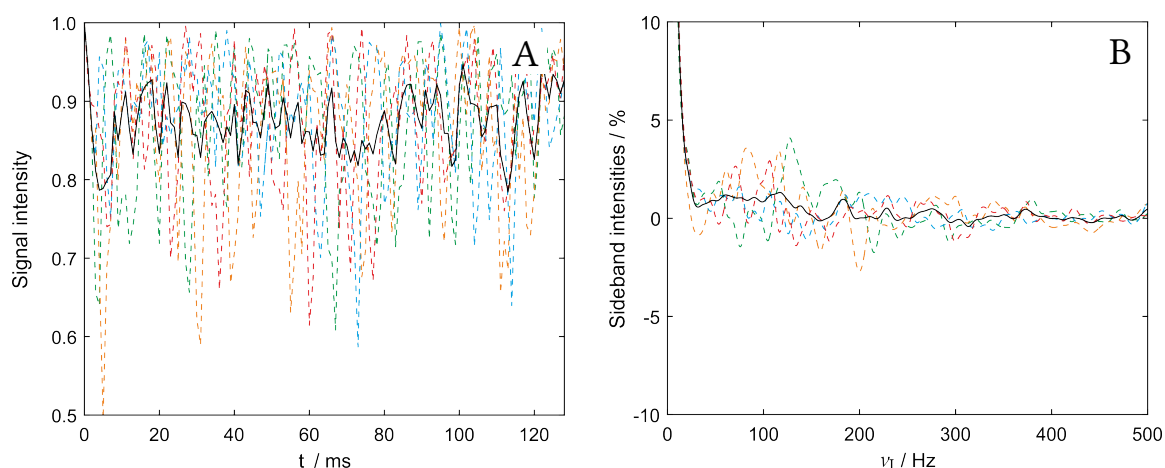 A
Signal intensity
1.0
0.9
0.8
0.7
0.6
0.5
0 20 40 60 80 100 120
t / ms
B
Sideband intensities / %
10
5
0
-5
-10
0 100 200 300 400 500
νI / Hz